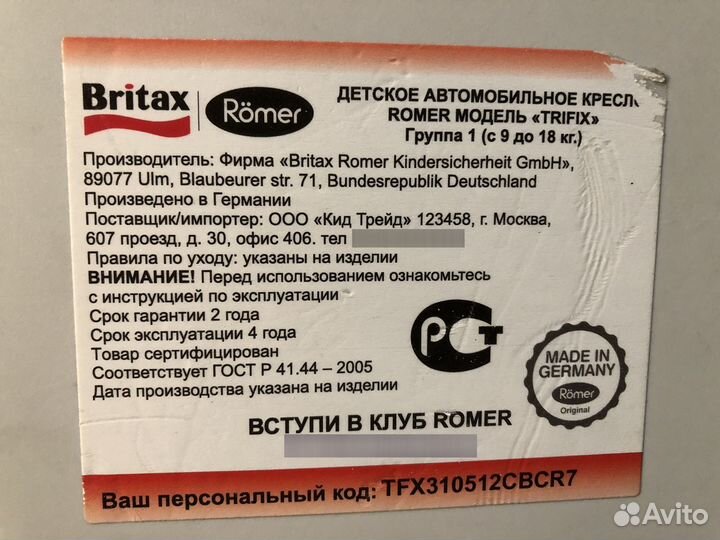 Britax Römer
ДЕТСКОЕ АВТОМОБИЛЬНОЕ КРЕСЛО
ROMER МОДЕЛЬ «TRIFIX»
Группа 1 (с 9 до 18 кг.)
Производитель: Фирма «Britax Romer Kindersicherheit GmbH»,
89077 Ulm, Blaubeurer str. 71, Bundesrepublik Deutschland
Произведено в Германии
Поставщик/импортер: ООО «Кид Трейд» 123458, г. Москва,
607 проезд, д. 30, офис 406. тел
Правила по уходу: указаны на изделии
ВНИМАНИЕ! Перед использованием ознакомьтесь
с инструкцией по эксплуатации
Срок гарантии 2 года
Срок эксплуатации 4 года
Товар сертифицирован
Соответствует ГОСТ Р 41.44 – 2005
Дата производства указана на изделии
РСТ
MADE IN
GERMANY
Römer
Original
ВСТУПИ В КЛУБ ROMER
Ваш персональный код: TFX310512CBCR7
Avito